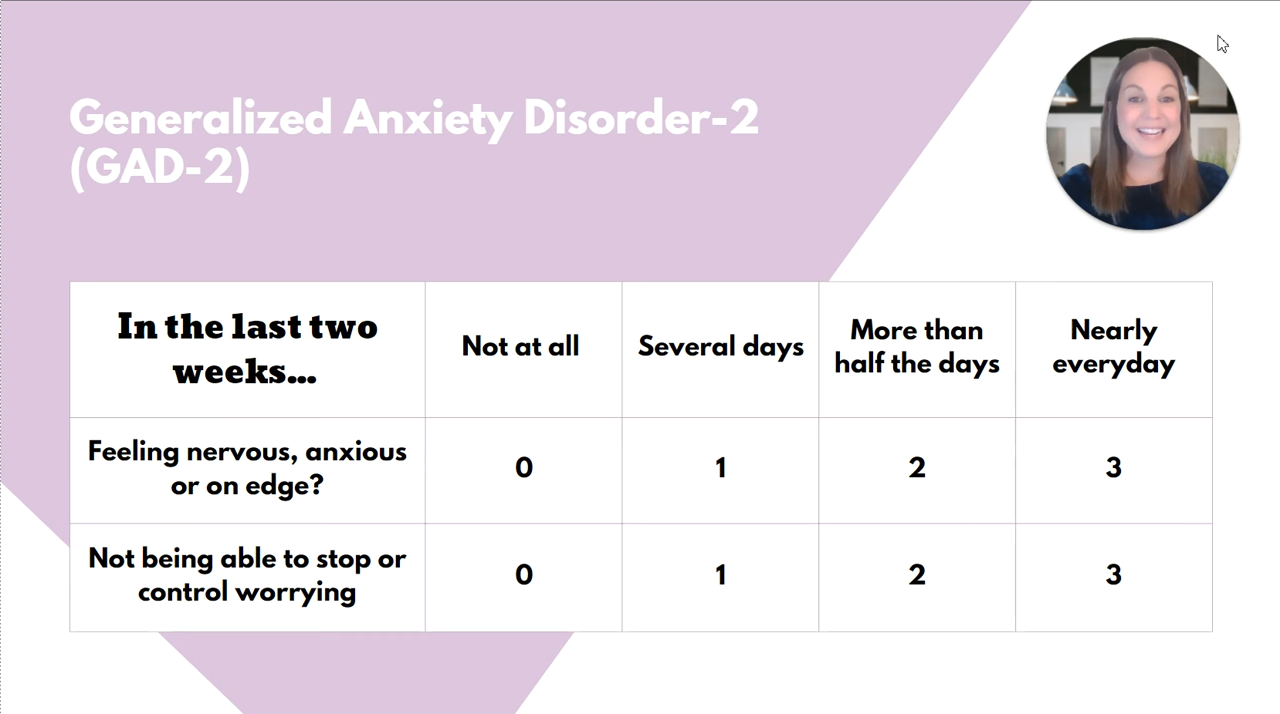 Generalized Anxiety Disorder-2
(GAD-2)
In the last two
weeks...
Not at all
Several days
More than
half the days
Nearly
everyday
Feeling nervous, anxious
or on edge?
0
1
2
3
Not being able to stop or
control worrying
0
1
2
3